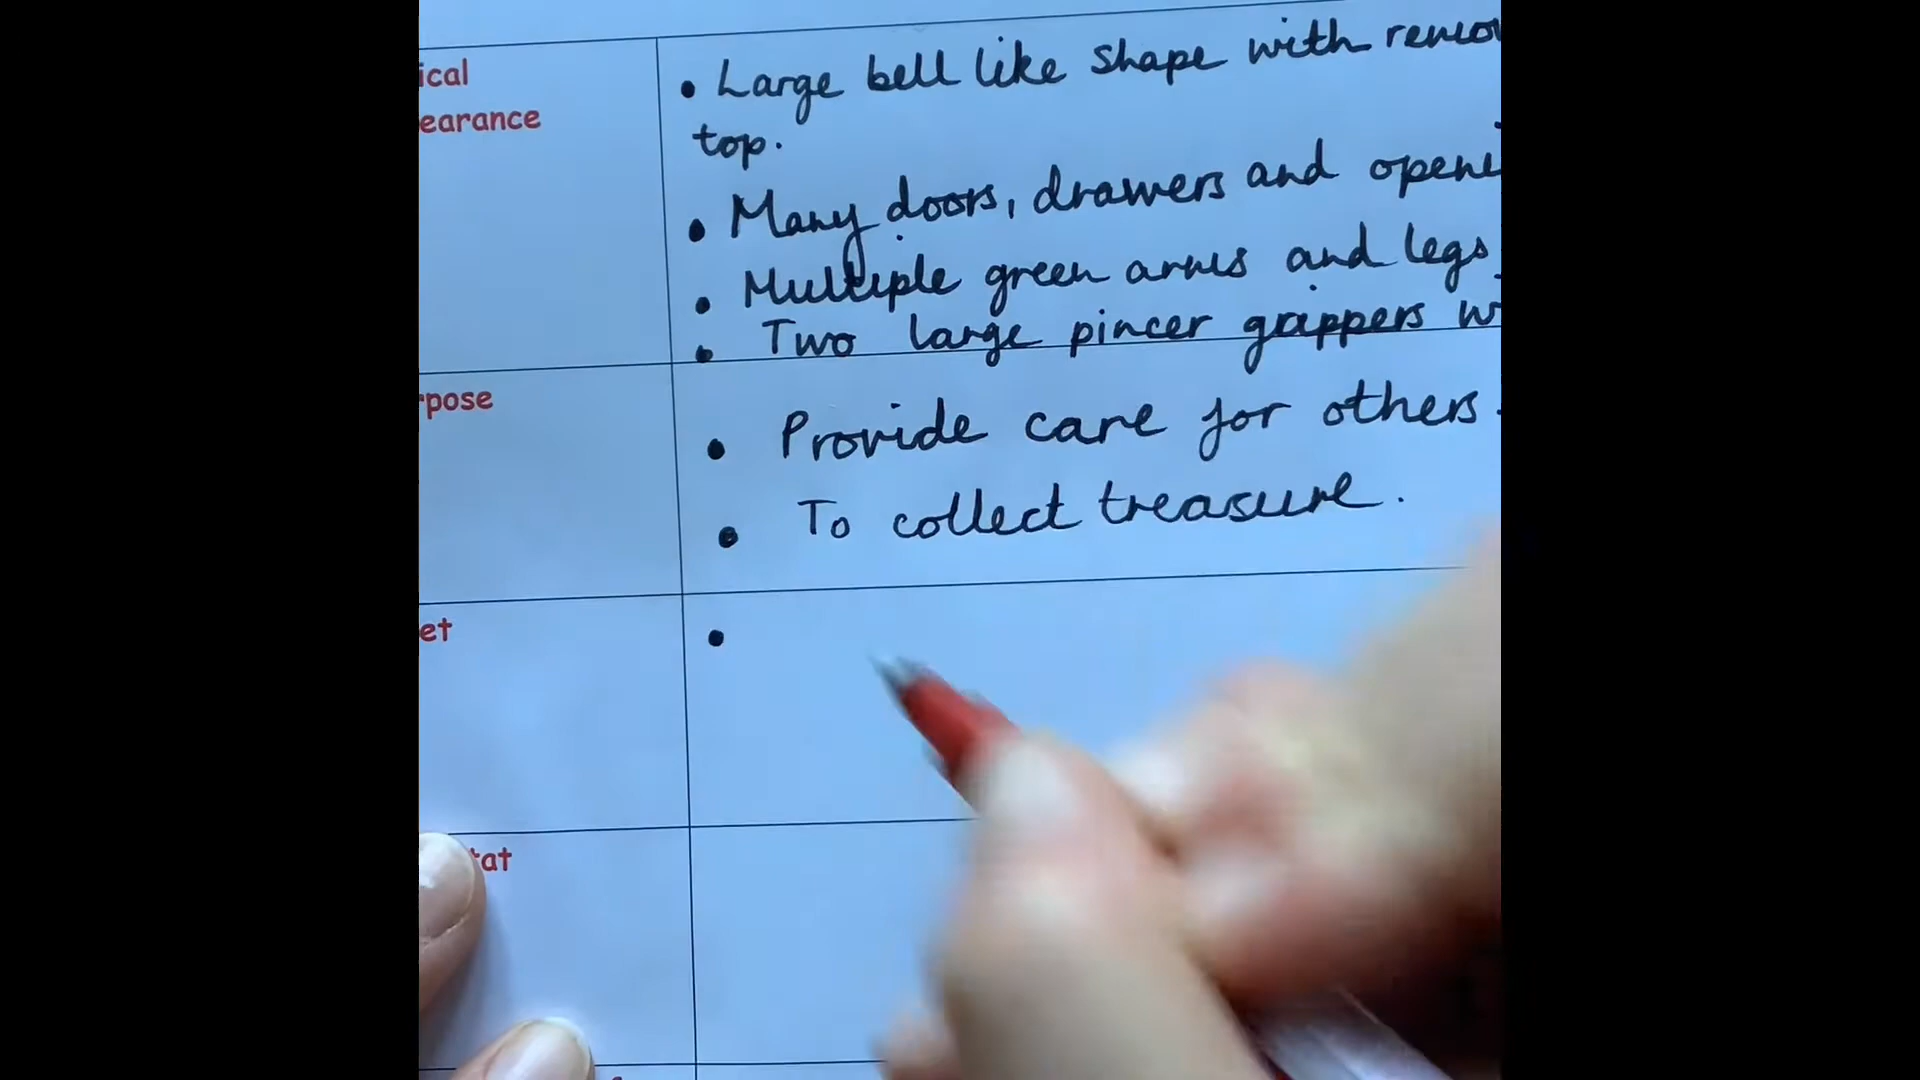 ical
earance
• Large bell like shape with remov
top.
• Many doors, drawers and openi
• Multiple green arms and legs
• Two large pincer grippers w
rpose
• Provide care for others.
• To collect treasure.
et
•
tat